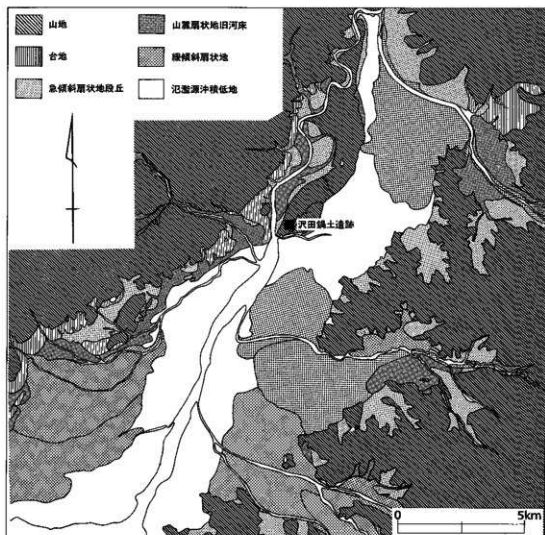 山地
台地
急傾斜扇状地段丘
山麓扇状地旧河床
緩傾斜扇状地
氾濫源沖積低地
沢田鍋土遺跡
0 5km